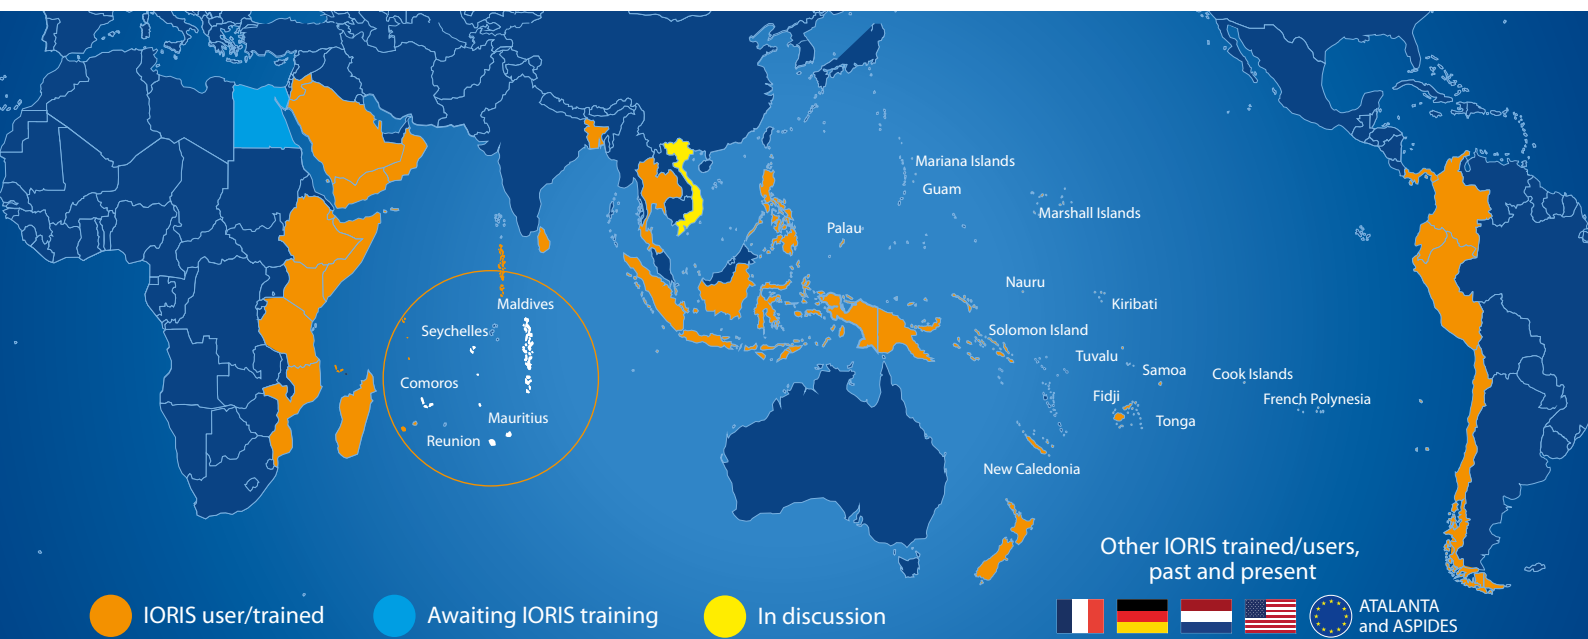 Mariana Islands
Guam
Marshall Islands
Palau
Nauru
Kiribati
Maldives
Seychelles
Solomon Island
Tuvalu
Samoa
Cook Islands
Comoros
Fidji
French Polynesia
Mauritius
Tonga
Reunion
New Caledonia
Other IORIS trained/users,
past and present
IORIS user/trained
Awaiting IORIS training
In discussion
ATALANTA
and ASPIDES